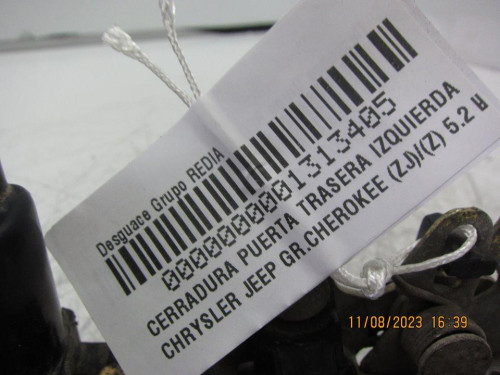 Desguace Grupo REDIA
0000000001313405
CERRADURA PUERTA TRASERA IZQUIERDA
CHRYSLER JEEP GR.CHEROKEE (ZJ)/(Z) 5.2 W
11/08/2023 16:39